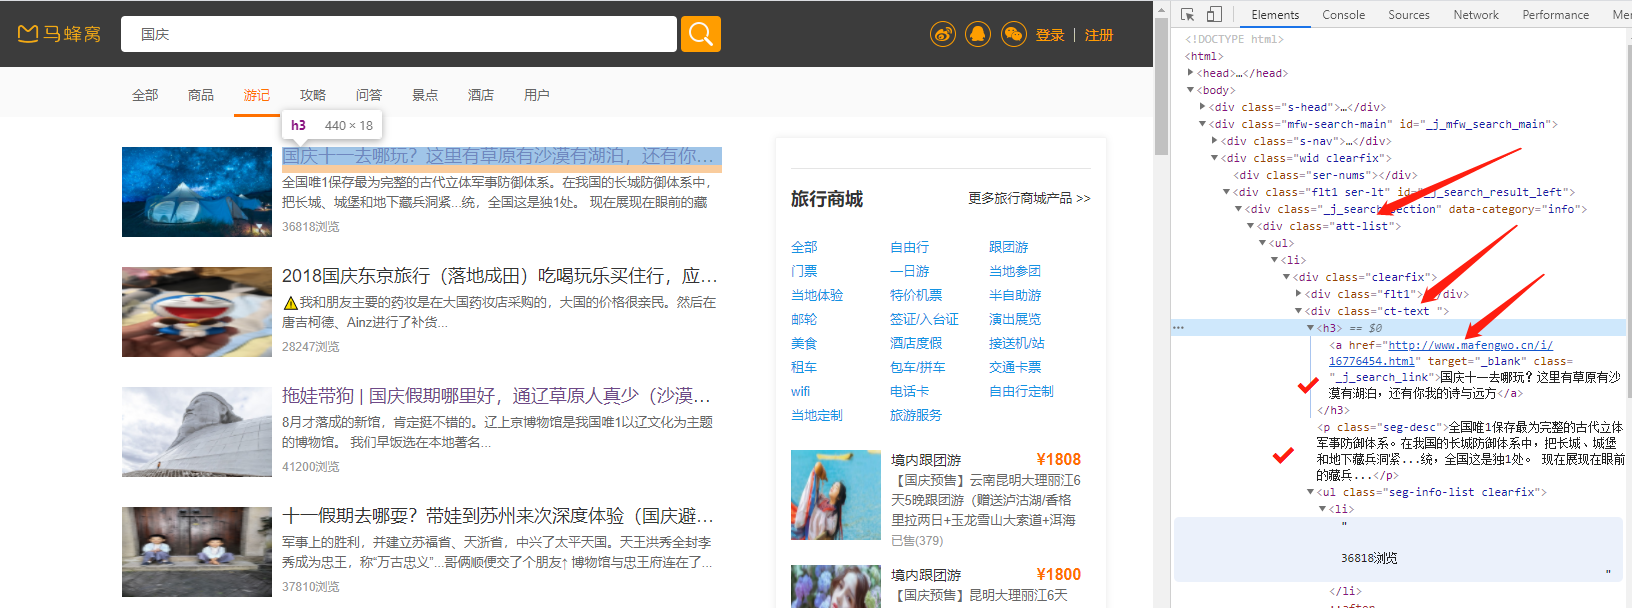 马蜂窝
国庆
登录 | 注册
全部 商品 游记 攻略 问答 景点 酒店 用户
h3 440 × 18
国庆十一去哪玩？这里有草原有沙漠有湖泊，还有你…
全国唯1保存最为完整的古代立体军事防御体系。在我国的长城防御体系中，
把长城、城堡和地下藏兵洞紧...统，全国这是独1处。 现在展现在眼前的藏
36818浏览
2018国庆东京旅行（落地成田）吃喝玩乐买住行，应…
⚠我和朋友主要的药妆是在大国药妆店采购的，大国的价格很亲民。然后在
唐吉柯德、Ainz进行了补货...
28247浏览
拖娃带狗 | 国庆假期哪里好，通辽草原人真少（沙漠…
8月才落成的新馆，肯定挺不错的。辽上京博物馆是我国唯1以辽文化为主题
的博物馆。 我们早饭选在本地著名...
41200浏览
十一假期去哪耍？带娃到苏州来次深度体验（国庆避…
军事上的胜利，并建立苏福省、天浙省，中兴了太平天国。天王洪秀全封李
秀成为忠王，称“万古忠义”...哥俩顺便交了个朋友↑ 博物馆与忠王府连在了...
37810浏览
旅行商城 更多旅行商城产品 >>
全部 自由行 跟团游
门票 一日游 当地参团
当地体验 特价机票 半自助游
邮轮 签证/入台证 演出展览
美食 酒店度假 接送机/站
租车 包车/拼车 交通卡票
wifi 电话卡 自由行定制
当地定制 旅游服务
境内跟团游 ¥1808
【国庆预售】云南昆明大理丽江6
天5晚跟团游（赠送泸沽湖/香格
里拉两日+玉龙雪山大索道+洱海
已售(379)
境内跟团游 ¥1800
【国庆预售】昆明大理丽江6天
Elements Console Sources Network Performance Mer
<!DOCTYPE html>
<html>
<head>…</head>
<body>
<div class="s-head">…</div>
<div class="mfw-search-main" id="_j_mfw_search_main">
<div class="s-nav">…</div>
<div class="wid clearfix">
<div class="ser-nums"></div>
<div class="flt1 ser-lt" id="_j_search_result_left">
<div class="_j_search_section" data-category="info">
<div class="att-list">
<ul>
<li>
<div class="clearfix">
<div class="flt1">…</div>
<div class="ct-text ">
<h3> == $0
<a href="http://www.mafengwo.cn/i/
16776454.html" target="_blank" class=
"_j_search_link">国庆十一去哪玩？这里有草原有沙
漠有湖泊，还有你我的诗与远方</a>
</h3>
<p class="seg-desc">全国唯1保存最为完整的古代立体
军事防御体系。在我国的长城防御体系中，把长城、城堡
和地下藏兵洞紧...统，全国这是独1处。 现在展现在眼前
的藏兵...</p>
<ul class="seg-info-list clearfix">
<li>
"
36818浏览
"
</li>
::after